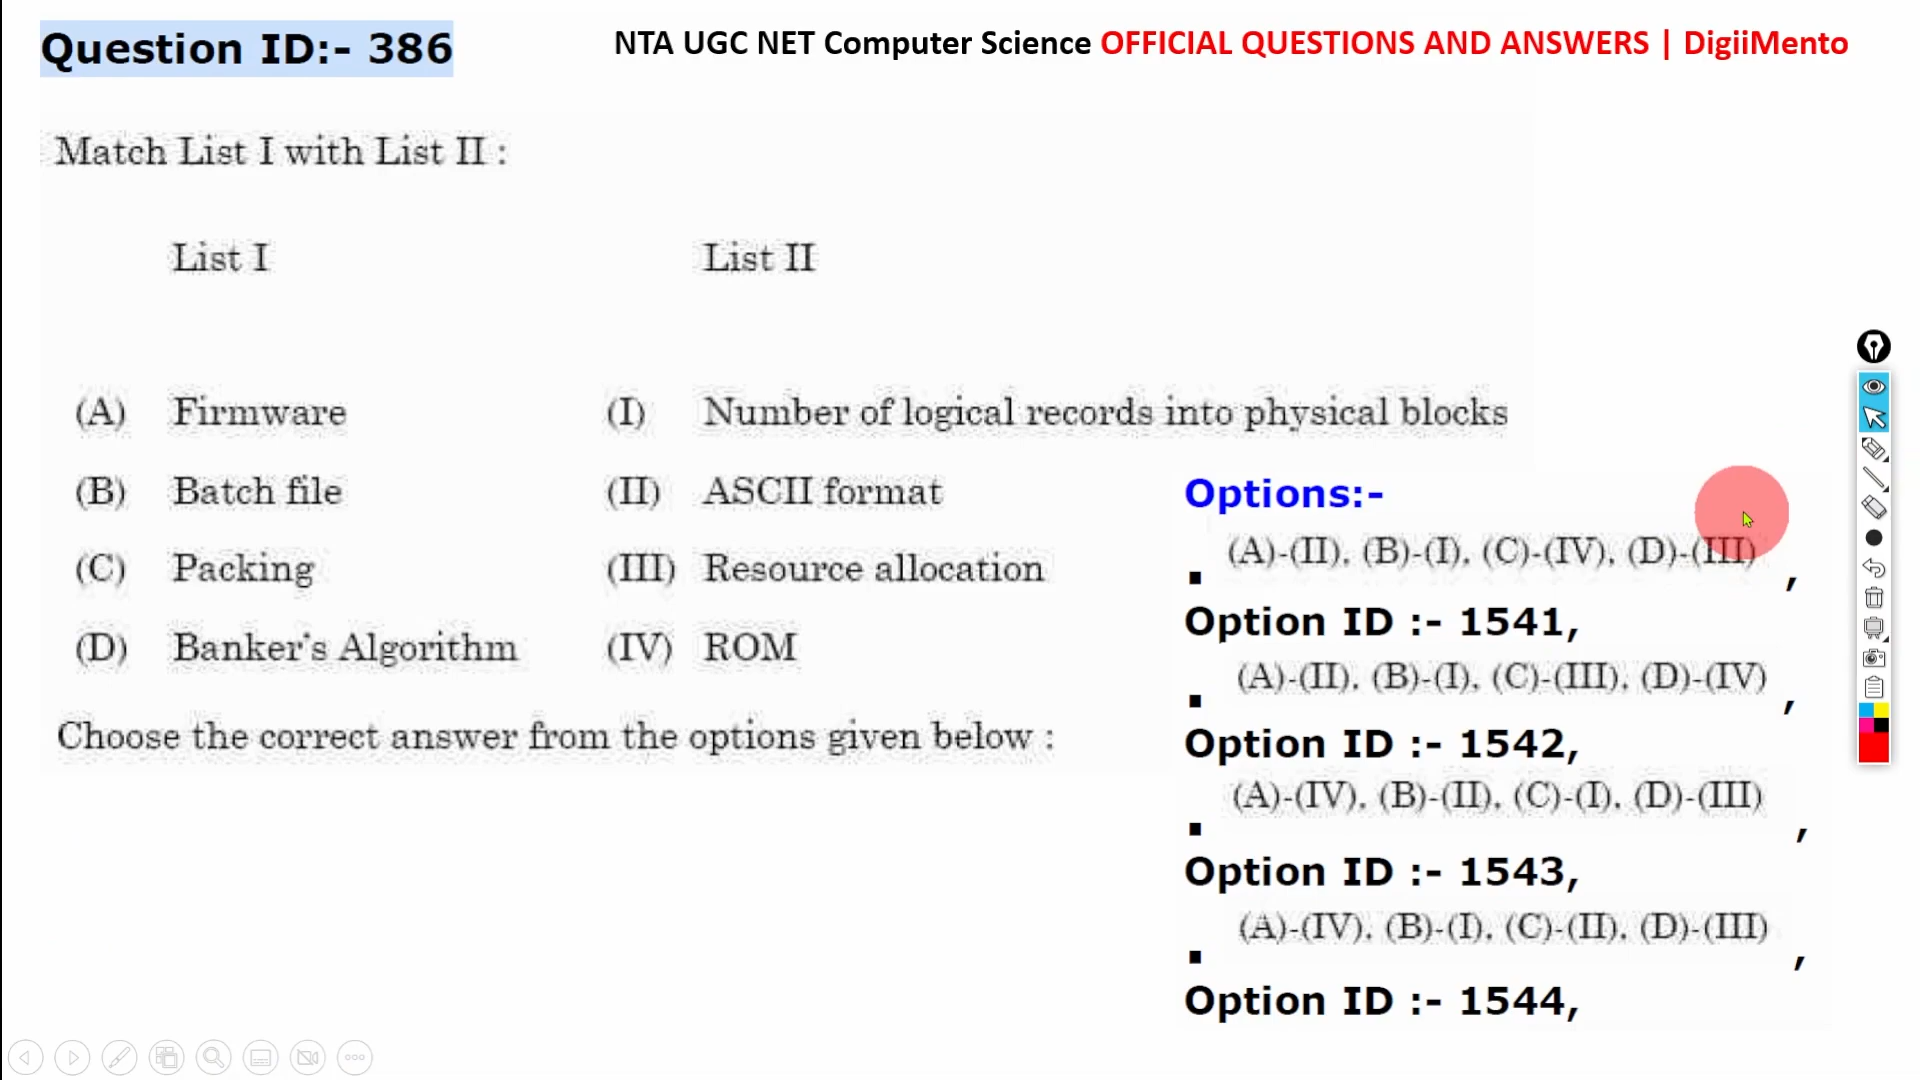 Question ID:- 386
NTA UGC NET Computer Science OFFICIAL QUESTIONS AND ANSWERS | DigiiMento
Match List I with List II :
List I List II
(A) Firmware (I) Number of logical records into physical blocks
(B) Batch file (II) ASCII format
(C) Packing (III) Resource allocation
(D) Banker's Algorithm (IV) ROM
Choose the correct answer from the options given below :
Options:-
(A)-(II), (B)-(I), (C)-(IV), (D)-(III) ,
Option ID :- 1541,
(A)-(II), (B)-(I), (C)-(III), (D)-(IV) ,
Option ID :- 1542,
(A)-(IV), (B)-(II), (C)-(I), (D)-(III) ,
Option ID :- 1543,
(A)-(IV), (B)-(I), (C)-(II), (D)-(III) ,
Option ID :- 1544,